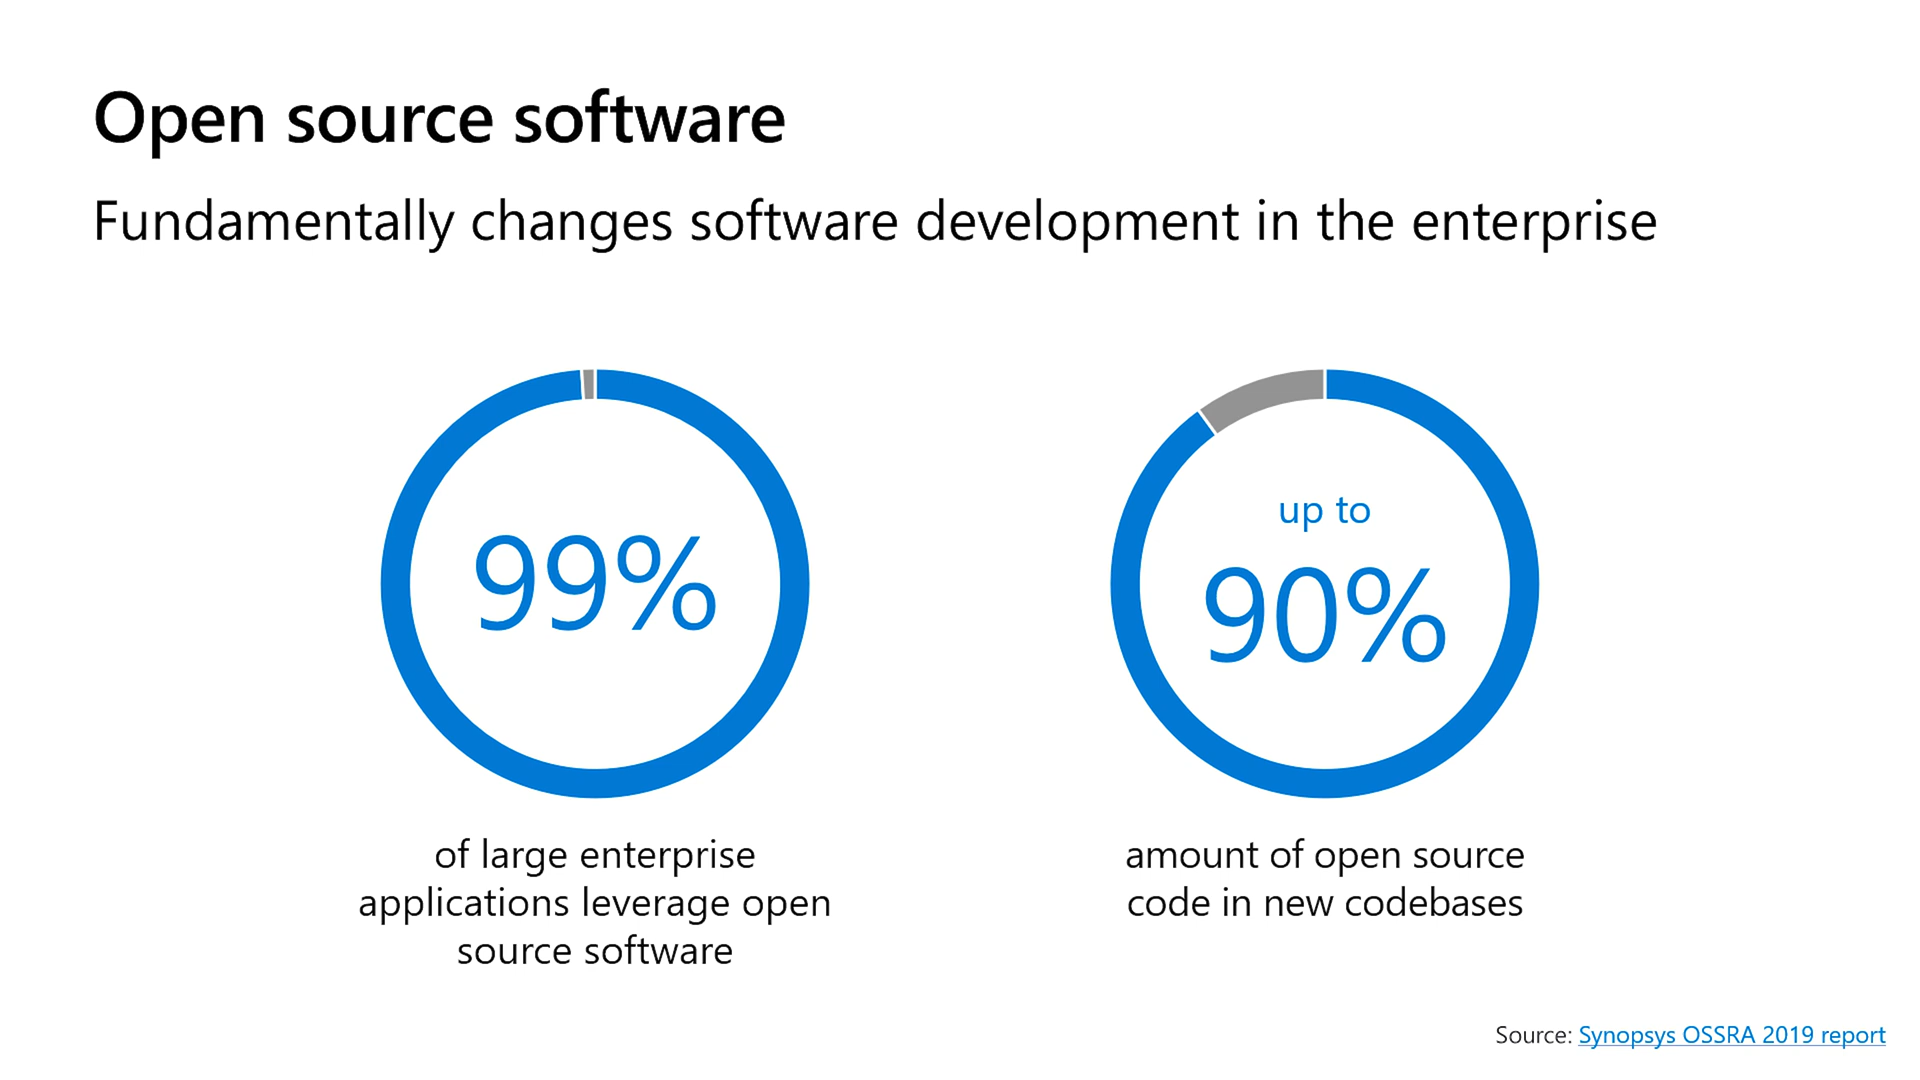 Open source software
Fundamentally changes software development in the enterprise
99%
of large enterprise
applications leverage open
source software
up to
90%
amount of open source
code in new codebases
Source: Synopsys OSSRA 2019 report